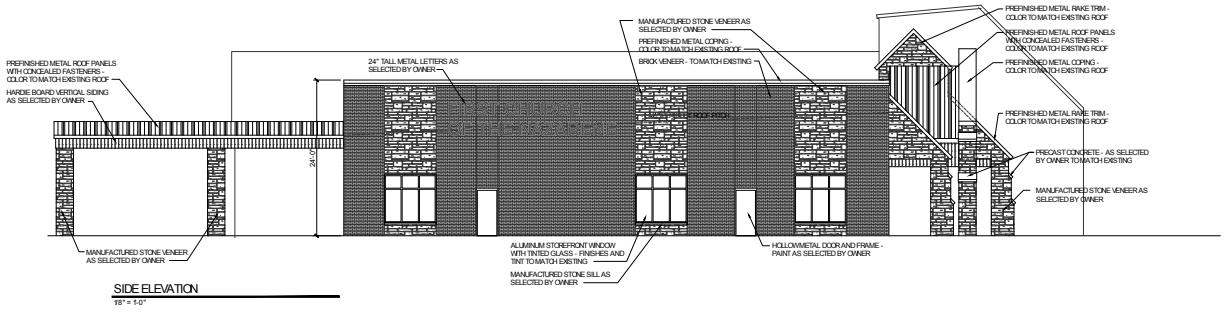 PREFINISHED METAL RAKE TRIM -
COLOR TO MATCH EXISTING ROOF
MANUFACTURED STONE VENEER AS
SELECTED BY OWNER
PREFINISHED METAL ROOF PANELS
WITH CONCEALED FASTENERS -
COLOR TO MATCH EXISTING ROOF
PREFINISHED METAL COPING -
COLOR TO MATCH EXISTING ROOF
BRICK VENEER - TO MATCH EXISTING
24" TALL METAL LETTERS AS
SELECTED BY OWNER
PREFINISHED METAL COPING -
COLOR TO MATCH EXISTING ROOF
PREFINISHED METAL ROOF PANELS
WITH CONCEALED FASTENERS -
COLOR TO MATCH EXISTING ROOF
HARDIE BOARD VERTICAL SIDING
AS SELECTED BY OWNER
PREFINISHED METAL RAKE TRIM -
COLOR TO MATCH EXISTING ROOF
ROOF PITCH
24'-0"
PRECAST CONCRETE - AS SELECTED
BY OWNER TO MATCH EXISTING
MANUFACTURED STONE VENEER AS
SELECTED BY OWNER
MANUFACTURED STONE VENEER
AS SELECTED BY OWNER
ALUMINUM STOREFRONT WINDOW
WITH TINTED GLASS - FINISHES AND
TINT TO MATCH EXISTING
HOLLOW METAL DOOR AND FRAME -
PAINT AS SELECTED BY OWNER
MANUFACTURED STONE SILL AS
SELECTED BY OWNER
SIDE ELEVATION
1/8" = 1'-0"